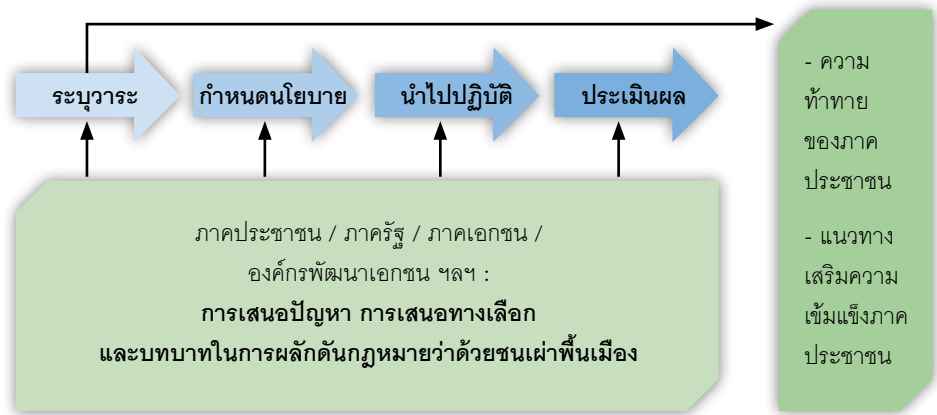 ระบุวาระ
กำหนดนโยบาย
นำไปปฏิบัติ
ประเมินผล
ภาคประชาชน / ภาครัฐ / ภาคเอกชน /
องค์กรพัฒนาเอกชน ฯลฯ :
การเสนอปัญหา การเสนอทางเลือก
และบทบาทในการผลักดันกฎหมายว่าด้วยชนเผ่าพื้นเมือง
- ความ
ท้าทาย
ของภาค
ประชาชน
- แนวทาง
เสริมความ
เข้มแข็งภาค
ประชาชน